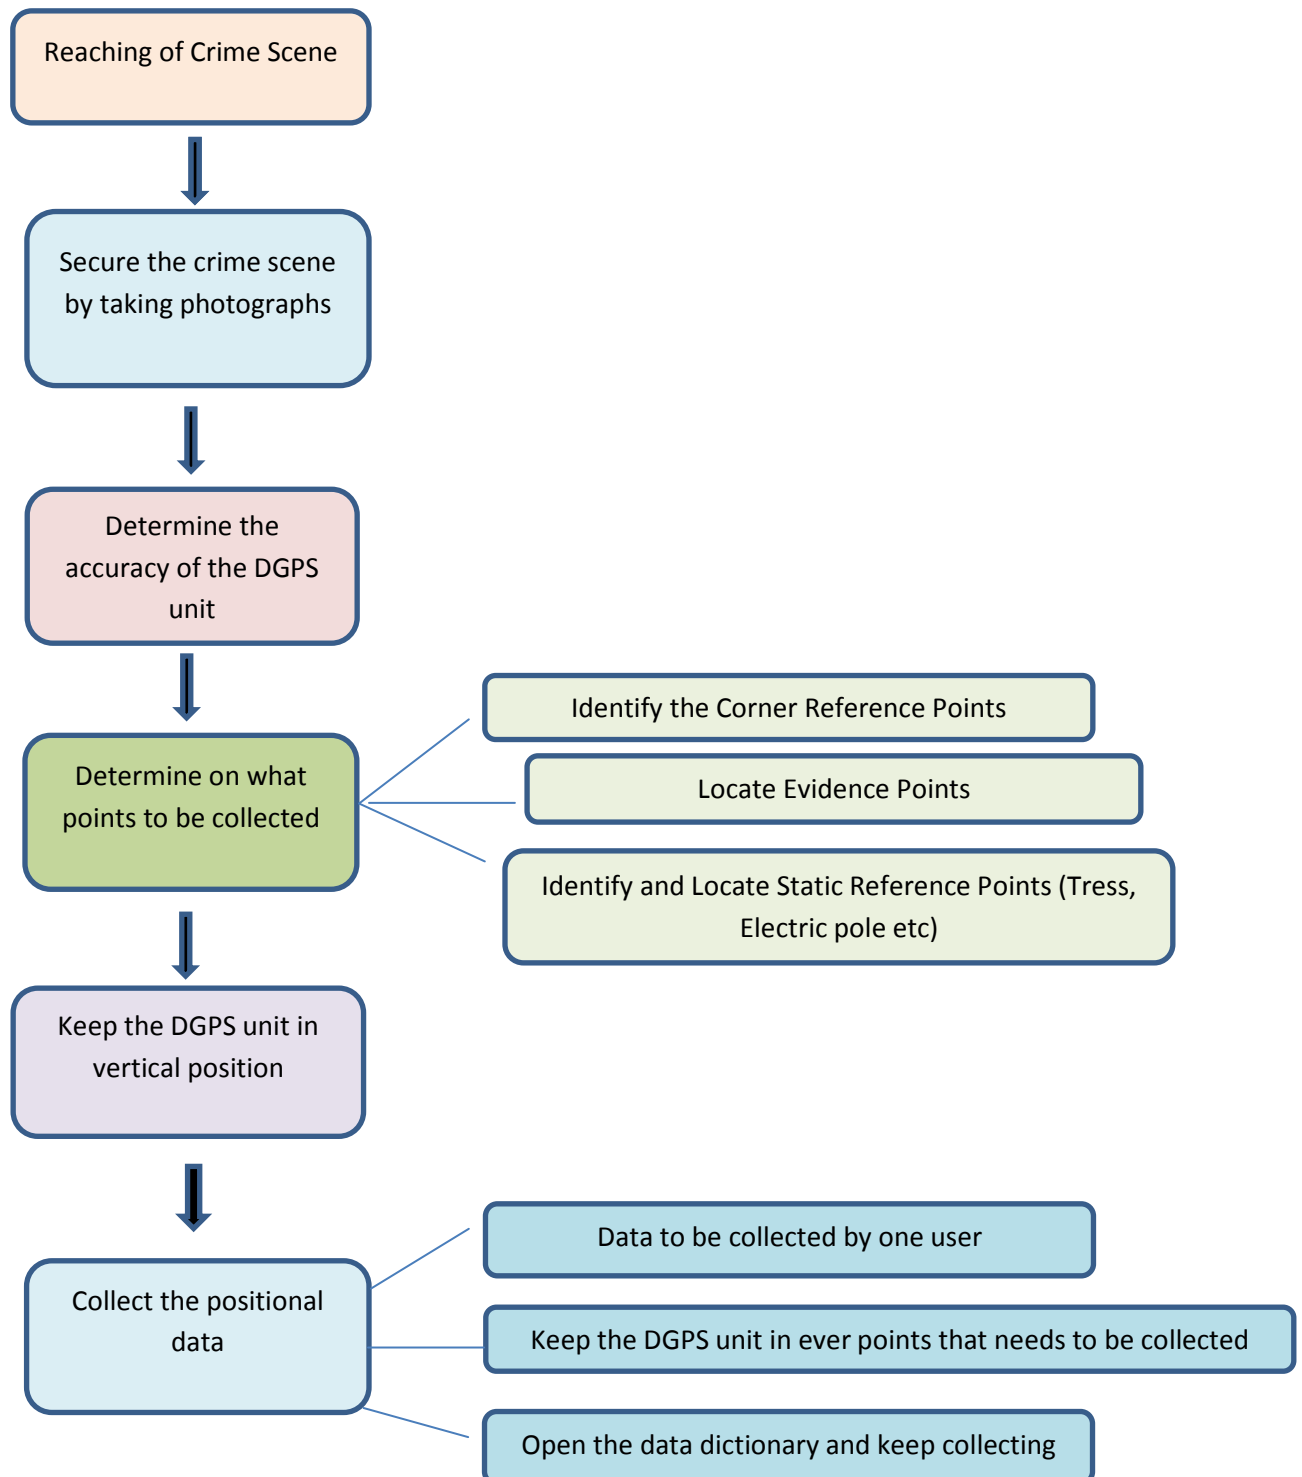 Reaching of Crime Scene
Secure the crime scene
by taking photographs
Determine the
accuracy of the DGPS
unit
Determine on what
points to be collected
Identify the Corner Reference Points
Locate Evidence Points
Identify and Locate Static Reference Points (Tress,
Electric pole etc)
Keep the DGPS unit in
vertical position
Collect the positional
data
Data to be collected by one user
Keep the DGPS unit in ever points that needs to be collected
Open the data dictionary and keep collecting